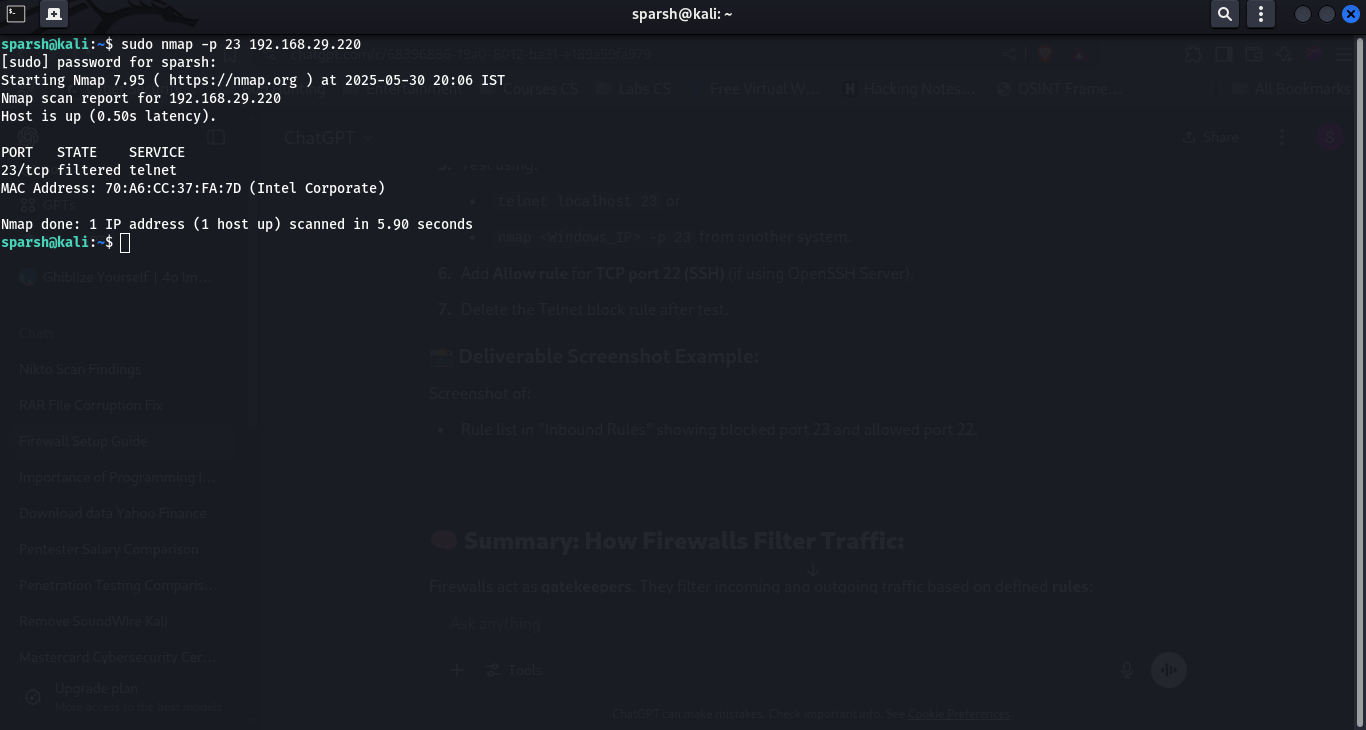 sparsh@kali: ~
sparsh@kali:~$ sudo nmap -p 23 192.168.29.220
[sudo] password for sparsh:
Starting Nmap 7.95 ( https://nmap.org ) at 2025-05-30 20:06 IST
Nmap scan report for 192.168.29.220
Host is up (0.50s latency).
PORT   STATE    SERVICE
23/tcp filtered telnet
MAC Address: 70:A6:CC:37:FA:7D (Intel Corporate)
Nmap done: 1 IP address (1 host up) scanned in 5.90 seconds
sparsh@kali:~$
Entertainment
Courses CS
Labs CS
Free Virtual W...
Hacking Notes...
OSINT Frame...
All Bookmarks
ChatGPT
Share
S
telnet localhost 23 or
GPTs
nmap <Windows_IP> -p 23 from another system.
Ghiblize Yourself | 4o Im...
6. Add Allow rule for TCP port 22 (SSH) (if using OpenSSH Server).
7. Delete the Telnet block rule after test.
Chats
Deliverable Screenshot Example:
Nikto Scan Findings
Screenshot of:
RAR File Corruption Fix
Rule list in "Inbound Rules" showing blocked port 23 and allowed port 22.
Firewall Setup Guide
Importance of Programming I...
Download data Yahoo Finance
Summary: How Firewalls Filter Traffic:
Pentester Salary Comparison
Firewalls act as gatekeepers. They filter incoming and outgoing traffic based on defined rules:
Penetration Testing Comparis...
Remove SoundWire Kali
Ask anything
Mastercard Cybersecurity Cer...
Tools
Upgrade plan
More access to the best models
ChatGPT can make mistakes. Check important info. See Cookie Preferences.